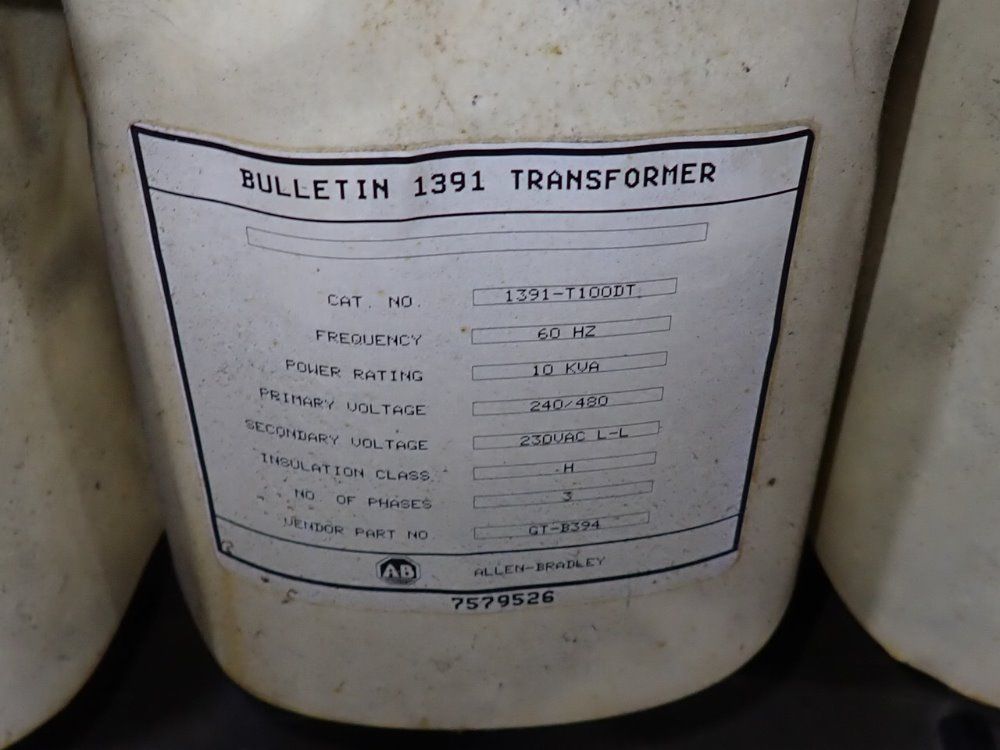 BULLETIN 1391 TRANSFORMER
CAT. NO. 1391-T100DT
FREQUENCY 60 HZ
POWER RATING 10 KVA
PRIMARY VOLTAGE 240/480
SECONDARY VOLTAGE 230VAC L-L
INSULATION CLASS H
NO. OF PHASES 3
VENDOR PART NO GT-B394
AB ALLEN-BRADLEY
7579526